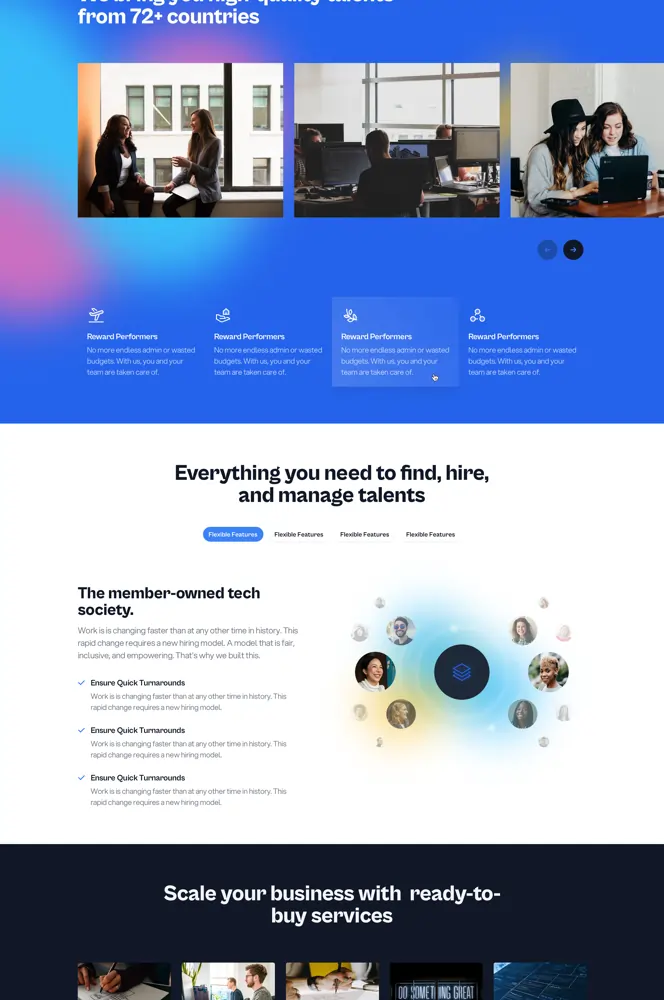 We bring you high-quality talents
from 72+ countries
Reward Performers
No more endless admin or wasted
budgets. With us, you and your
team are taken care of.
Reward Performers
No more endless admin or wasted
budgets. With us, you and your
team are taken care of.
Reward Performers
No more endless admin or wasted
budgets. With us, you and your
team are taken care of.
Reward Performers
No more endless admin or wasted
budgets. With us, you and your
team are taken care of.
Everything you need to find, hire,
and manage talents
Flexible Features Flexible Features Flexible Features Flexible Features
The member-owned tech
society.
Work is is changing faster than at any other time in history. This
rapid change requires a new hiring model. A model that is fair,
inclusive, and empowering. That's why we built this.
Ensure Quick Turnarounds
Work is is changing faster than at any other time in history. This
rapid change requires a new hiring model.
Ensure Quick Turnarounds
Work is is changing faster than at any other time in history. This
rapid change requires a new hiring model.
Ensure Quick Turnarounds
Work is is changing faster than at any other time in history. This
rapid change requires a new hiring model.
Scale your business with ready-to-
buy services
DO SOMETHING GREAT